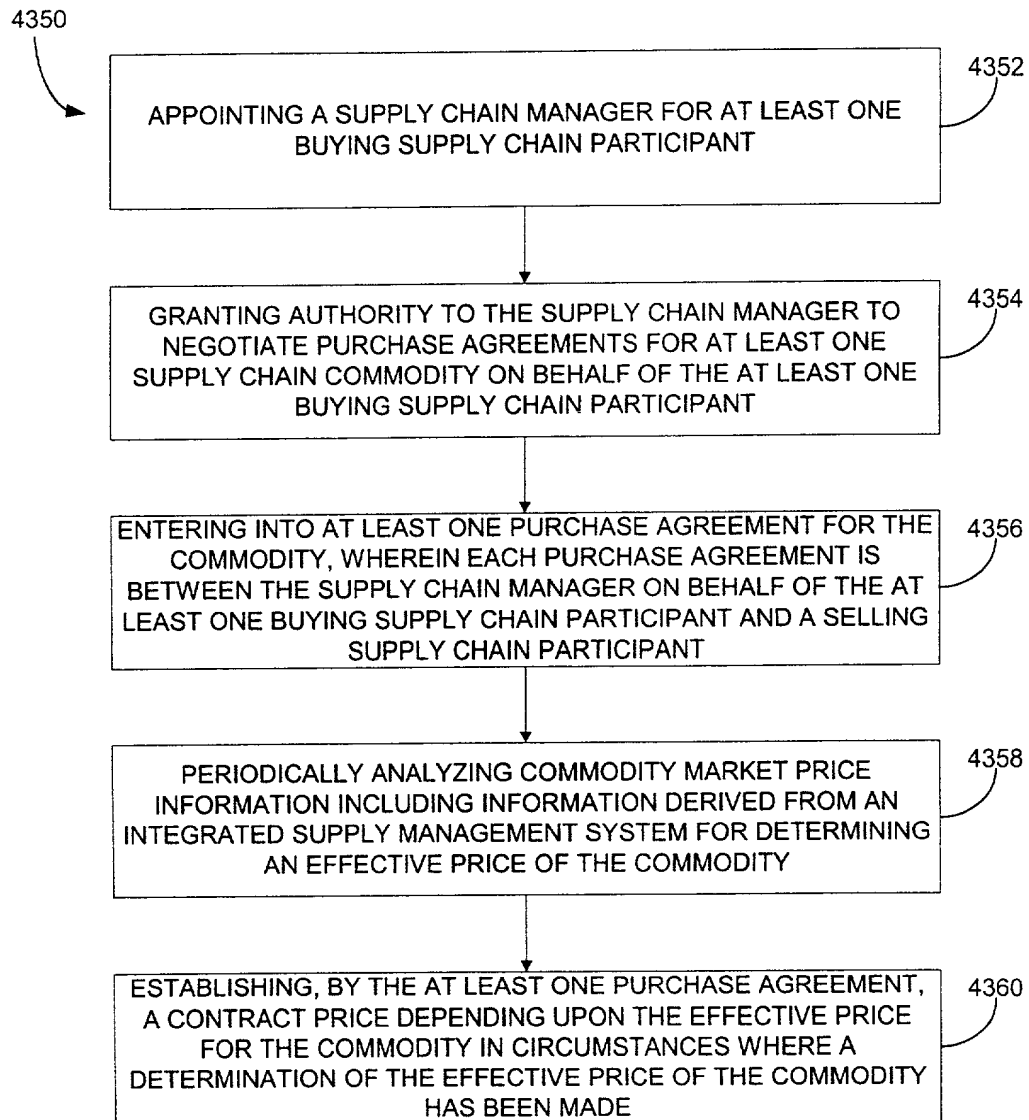 4350
APPOINTING A SUPPLY CHAIN MANAGER FOR AT LEAST ONE
BUYING SUPPLY CHAIN PARTICIPANT
4352
GRANTING AUTHORITY TO THE SUPPLY CHAIN MANAGER TO
NEGOTIATE PURCHASE AGREEMENTS FOR AT LEAST ONE
SUPPLY CHAIN COMMODITY ON BEHALF OF THE AT LEAST ONE
BUYING SUPPLY CHAIN PARTICIPANT
4354
ENTERING INTO AT LEAST ONE PURCHASE AGREEMENT FOR THE
COMMODITY, WHEREIN EACH PURCHASE AGREEMENT IS
BETWEEN THE SUPPLY CHAIN MANAGER ON BEHALF OF THE AT
LEAST ONE BUYING SUPPLY CHAIN PARTICIPANT AND A SELLING
SUPPLY CHAIN PARTICIPANT
4356
PERIODICALLY ANALYZING COMMODITY MARKET PRICE
INFORMATION INCLUDING INFORMATION DERIVED FROM AN
INTEGRATED SUPPLY MANAGEMENT SYSTEM FOR DETERMINING
AN EFFECTIVE PRICE OF THE COMMODITY
4358
ESTABLISHING, BY THE AT LEAST ONE PURCHASE AGREEMENT,
A CONTRACT PRICE DEPENDING UPON THE EFFECTIVE PRICE
FOR THE COMMODITY IN CIRCUMSTANCES WHERE A
DETERMINATION OF THE EFFECTIVE PRICE OF THE COMMODITY
HAS BEEN MADE
4360